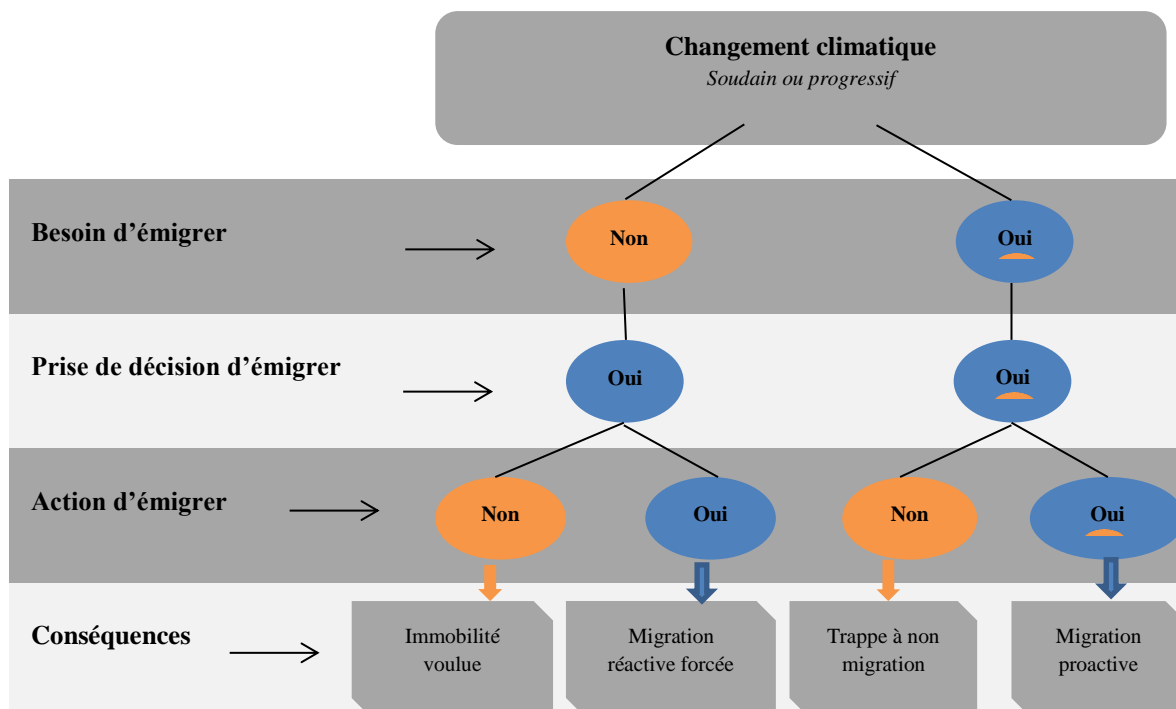 Changement climatique
Soudain ou progressif
Besoin d’émigrer
Non
Oui
Prise de décision d’émigrer
Oui
Oui
Action d’émigrer
Non
Oui
Non
Oui
Conséquences
Immobilité
voulue
Migration
réactive forcée
Trappe à non
migration
Migration
proactive